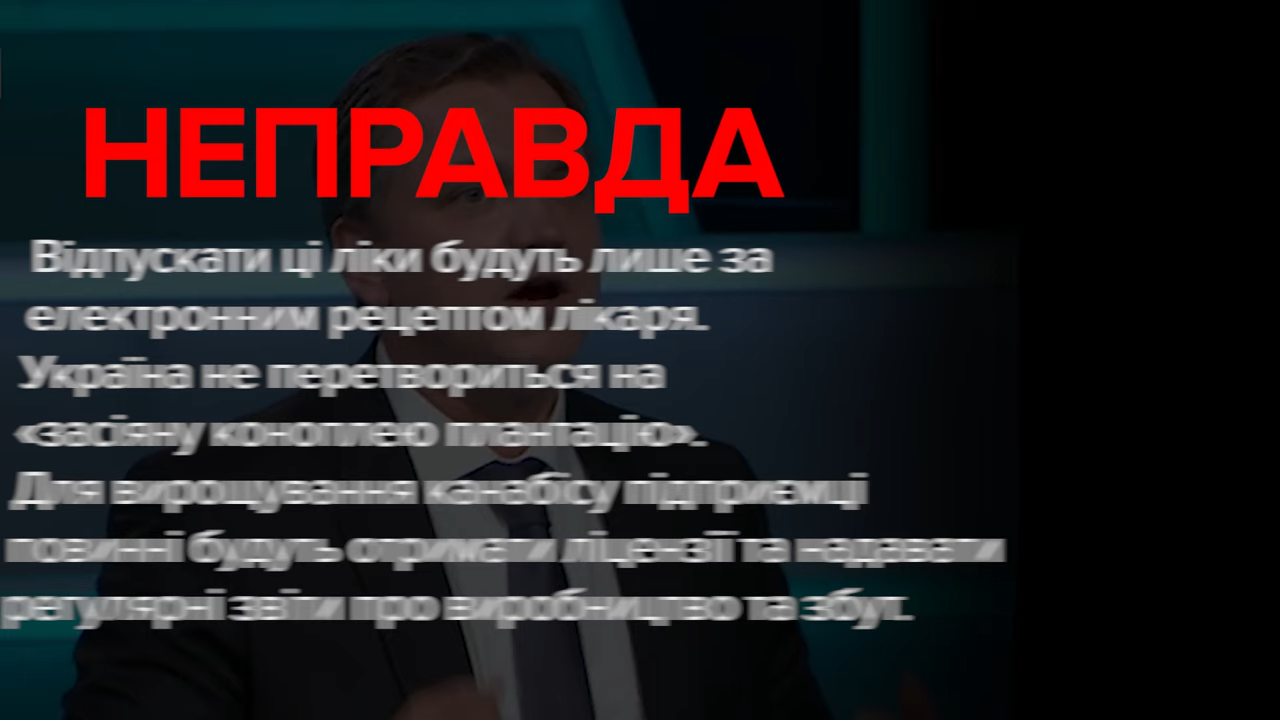 НЕПРАВДА
Відпускати ці ліки будуть лише за
електронним рецептом лікаря.
Україна не перетвориться на
«засіяну коноплею плантацію».
Для вирощування канабісу підприємці
повинні будуть отримати ліцензії та надавати
регулярні звіти про виробництво та збут.